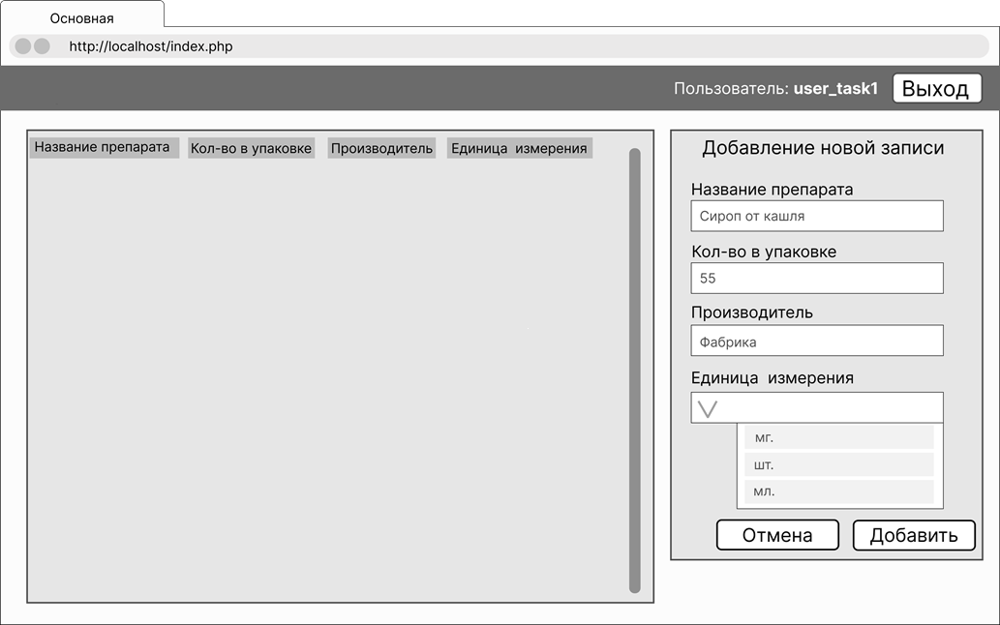 Основная
http://localhost/index.php
Пользователь: user_task1 Выход
Название препарата Кол-во в упаковке Производитель Единица измерения
Добавление новой записи
Название препарата
Сироп от кашля
Кол-во в упаковке
55
Производитель
Фабрика
Единица измерения
мг.
шт.
мл.
Отмена Добавить